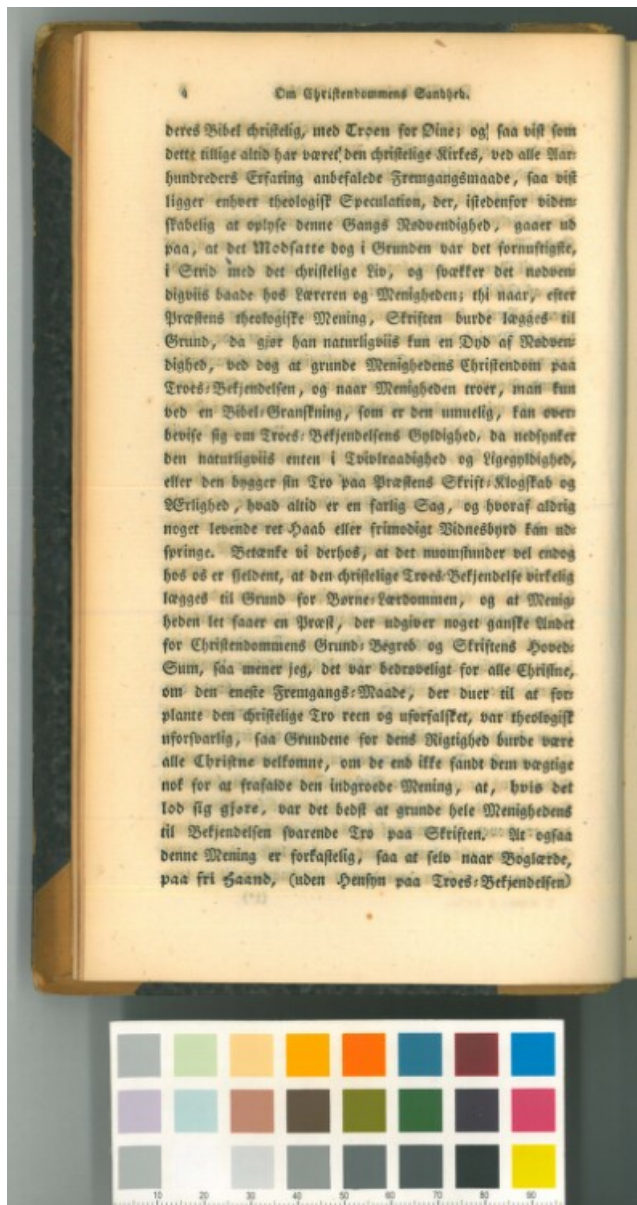 4 Om Christendommens Sandhed.
deres Bibel christelig, med Troen for Øine; og saa vist som
dette tillige altid har været den christelige Kirkes, ved alle Aar-
hundreders Erfaring anbefalede Fremgangsmaade, saa vist
ligger enhver theologisk Speculation, der, istedenfor viden-
skabelig at oplyse denne Gangs Nødvendighed, gaaer ud
paa, at det Modsatte dog i Grunden var det fornuftigste,
i Strid med det christelige Liv, og svækker det nødven-
digviis baade hos Læreren og Menigheden; thi naar, efter
Præstens theologiske Mening, Skriften burde lægges til
Grund, da gjør han naturligviis kun en Dyd af Nødven-
dighed, ved dog at grunde Menighedens Christendom paa
Troes-Bekjendelsen, og naar Menigheden troer, man kun
ved en Bibel-Granskning, som er den umuelig, kan over-
bevise sig om Troes-Bekjendelsens Gyldighed, da nedsynker
den naturligviis enten i Tvivlraadighed og Ligegyldighed,
eller den bygger sin Tro paa Præstens Skrift-Klogskab og
Ærlighed, hvad altid er en farlig Sag, og hvoraf aldrig
noget levende ret Haab eller frimodigt Vidnesbyrd kan ud-
springe. Betænke vi derhos, at det nuomstunder vel endog
hos os er sjeldent, at den christelige Troes-Bekjendelse virkelig
lægges til Grund for Børne-Lærdommen, og at Menig-
heden let faaer en Præst, der udgiver noget ganske Andet
for Christendommens Grund-Begreb og Skriftens Hoved-
Sum, saa mener jeg, det var bedrøveligt for alle Christne,
om den eneste Fremgangs-Maade, der duer til at for-
plante den christelige Tro reen og uforfalsket, var theologisk
uforsvarlig, saa Grundene for dens Rigtighed burde være
alle Christne velkomne, om de end ikke fandt dem vægtige
nok for at frafalde den indgroede Mening, at, hvis det
lod sig gjøre, var det bedst at grunde hele Menighedens
til Bekjendelsen svarende Tro paa Skriften. At ogsaa
denne Mening er forkastelig, saa at selv naar Boglærde,
paa fri Haand, (uden Hensyn paa Troes-Bekjendelsen)
10 20 30 40 50 60 70 80 90